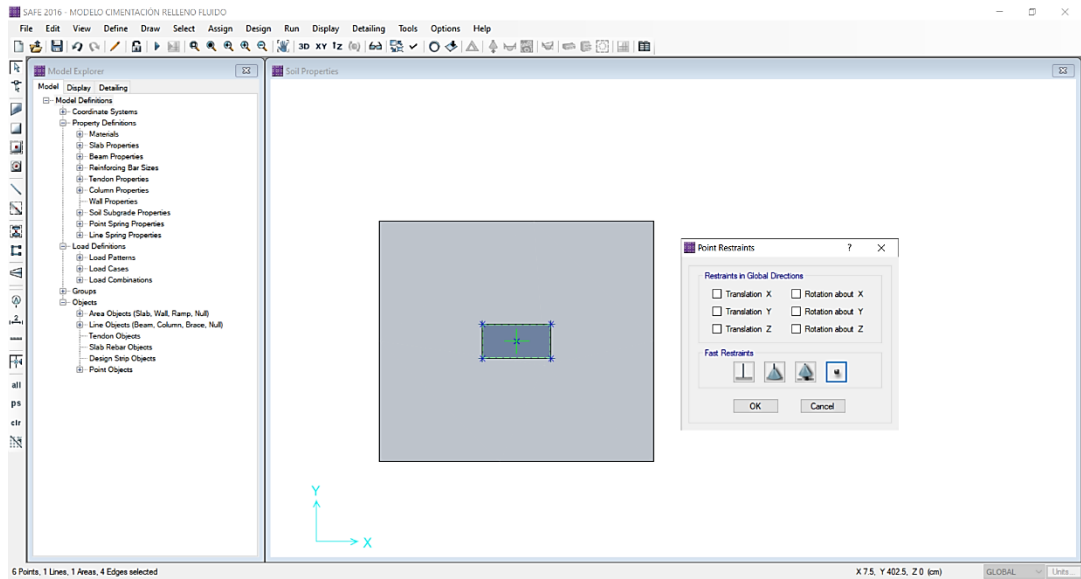 SAFE 2016 - MODELO CIMENTACIÓN RELLENO FLUIDO
File Edit View Define Draw Select Assign Design Run Display Detailing Tools Options Help
3D XY
Model Explorer
Model Display Detailing
Model Definitions
Coordinate Systems
Property Definitions
Materials
Slab Properties
Beam Properties
Reinforcing Bar Sizes
Tendon Properties
Column Properties
Wall Properties
Soil Subgrade Properties
Point Spring Properties
Line Spring Properties
Load Definitions
Load Patterns
Load Cases
Load Combinations
Groups
Objects
Area Objects (Slab, Wall, Ramp, Null)
Line Objects (Beam, Column, Brace, Null)
Tendon Objects
Slab Rebar Objects
Design Strip Objects
Point Objects
all
ps
clr
Soil Properties
Y
X
Point Restraints ?
Restraints in Global Directions
Translation X Rotation about X
Translation Y Rotation about Y
Translation Z Rotation about Z
Fast Restraints
OK Cancel
6 Points, 1 Lines, 1 Areas, 4 Edges selected X 7.5, Y 402.5, Z 0 (cm) GLOBAL Units...